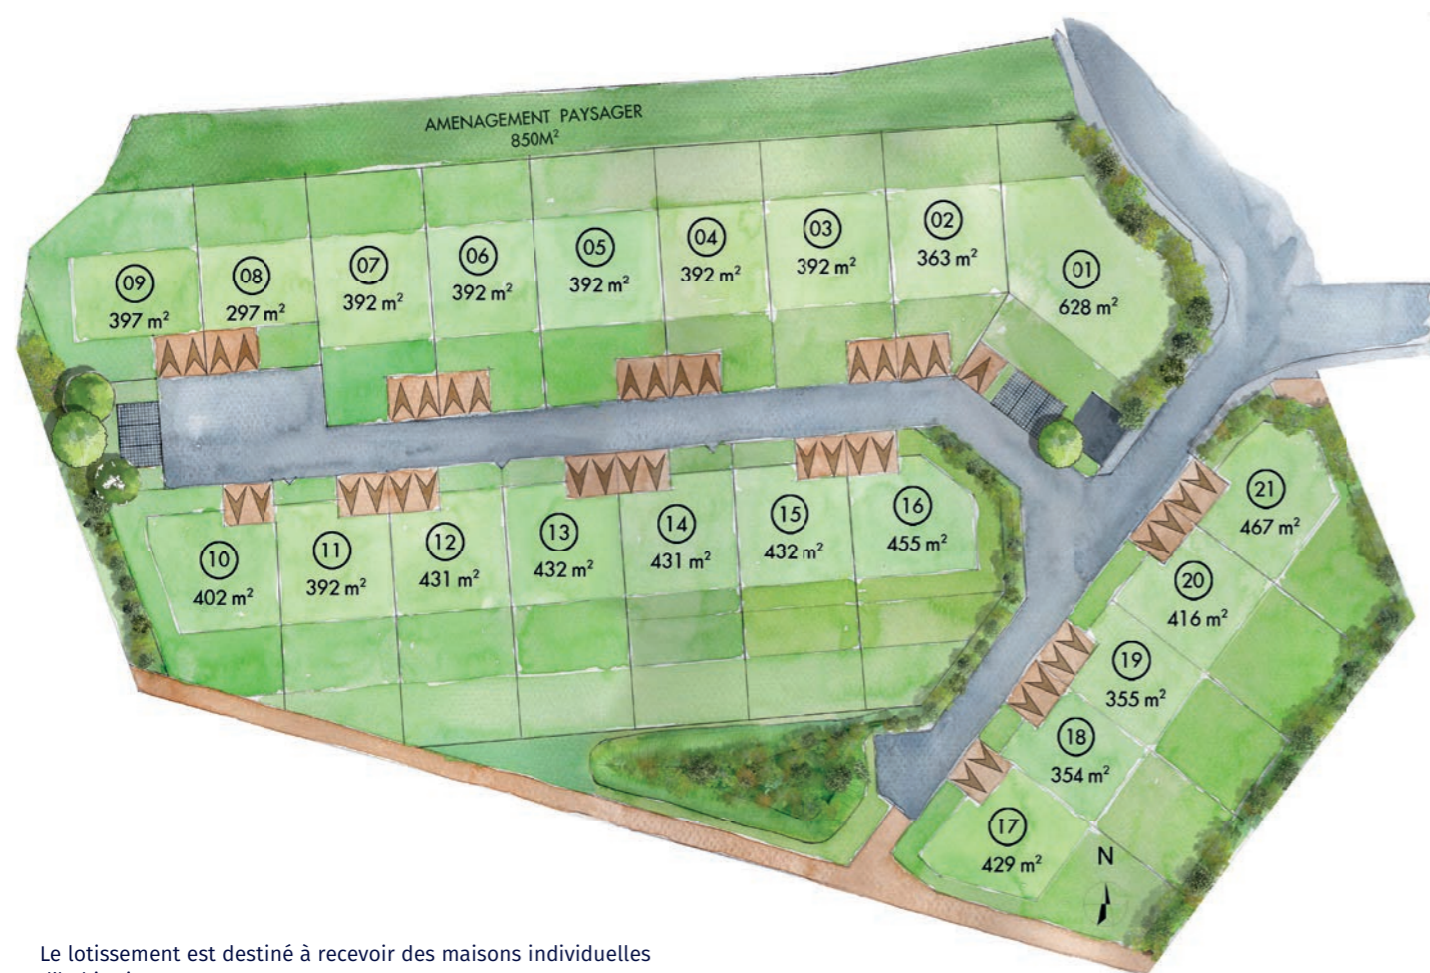 AMENAGEMENT PAYSAGER
850M²
09
397 m²
08
297 m²
07
392 m²
06
392 m²
05
392 m²
04
392 m²
03
392 m²
02
363 m²
01
628 m²
10
402 m²
11
392 m²
12
431 m²
13
432 m²
14
431 m²
15
432 m²
16
455 m²
21
467 m²
20
416 m²
19
355 m²
18
354 m²
17
429 m²
N
Le lotissement est destiné à recevoir des maisons individuelles